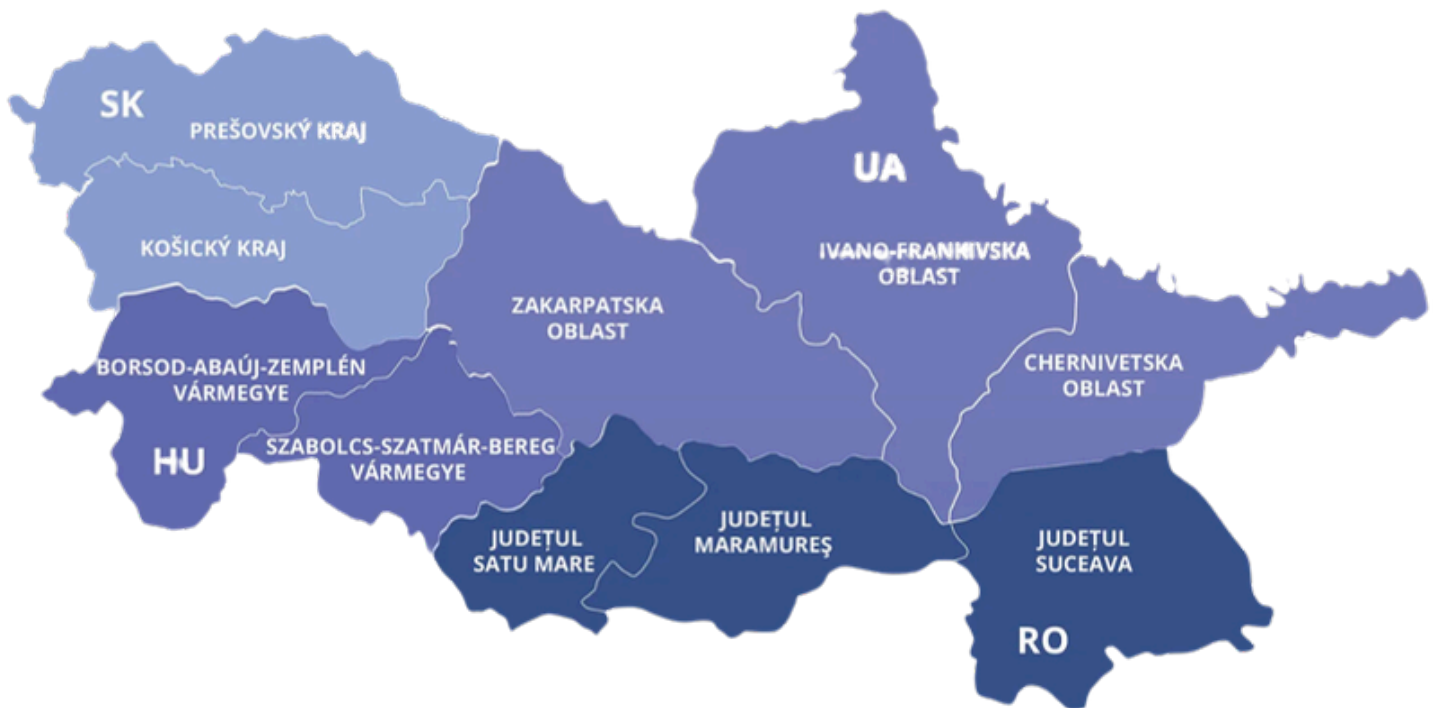 SK
PREŠOVSKÝ KRAJ
UA
KOŠICKÝ KRAJ
IVANO-FRANKIVSKA
OBLAST
ZAKARPATSKA
OBLAST
BORSOD-ABAÚJ-ZEMPLÉN
VÁRMEGYE
CHERNIVETSKA
OBLAST
HU
SZABOLCS-SZATMÁR-BEREG
VÁRMEGYE
JUDEȚUL
SATU MARE
JUDEȚUL
MARAMUREŞ
JUDEȚUL
SUCEAVA
RO